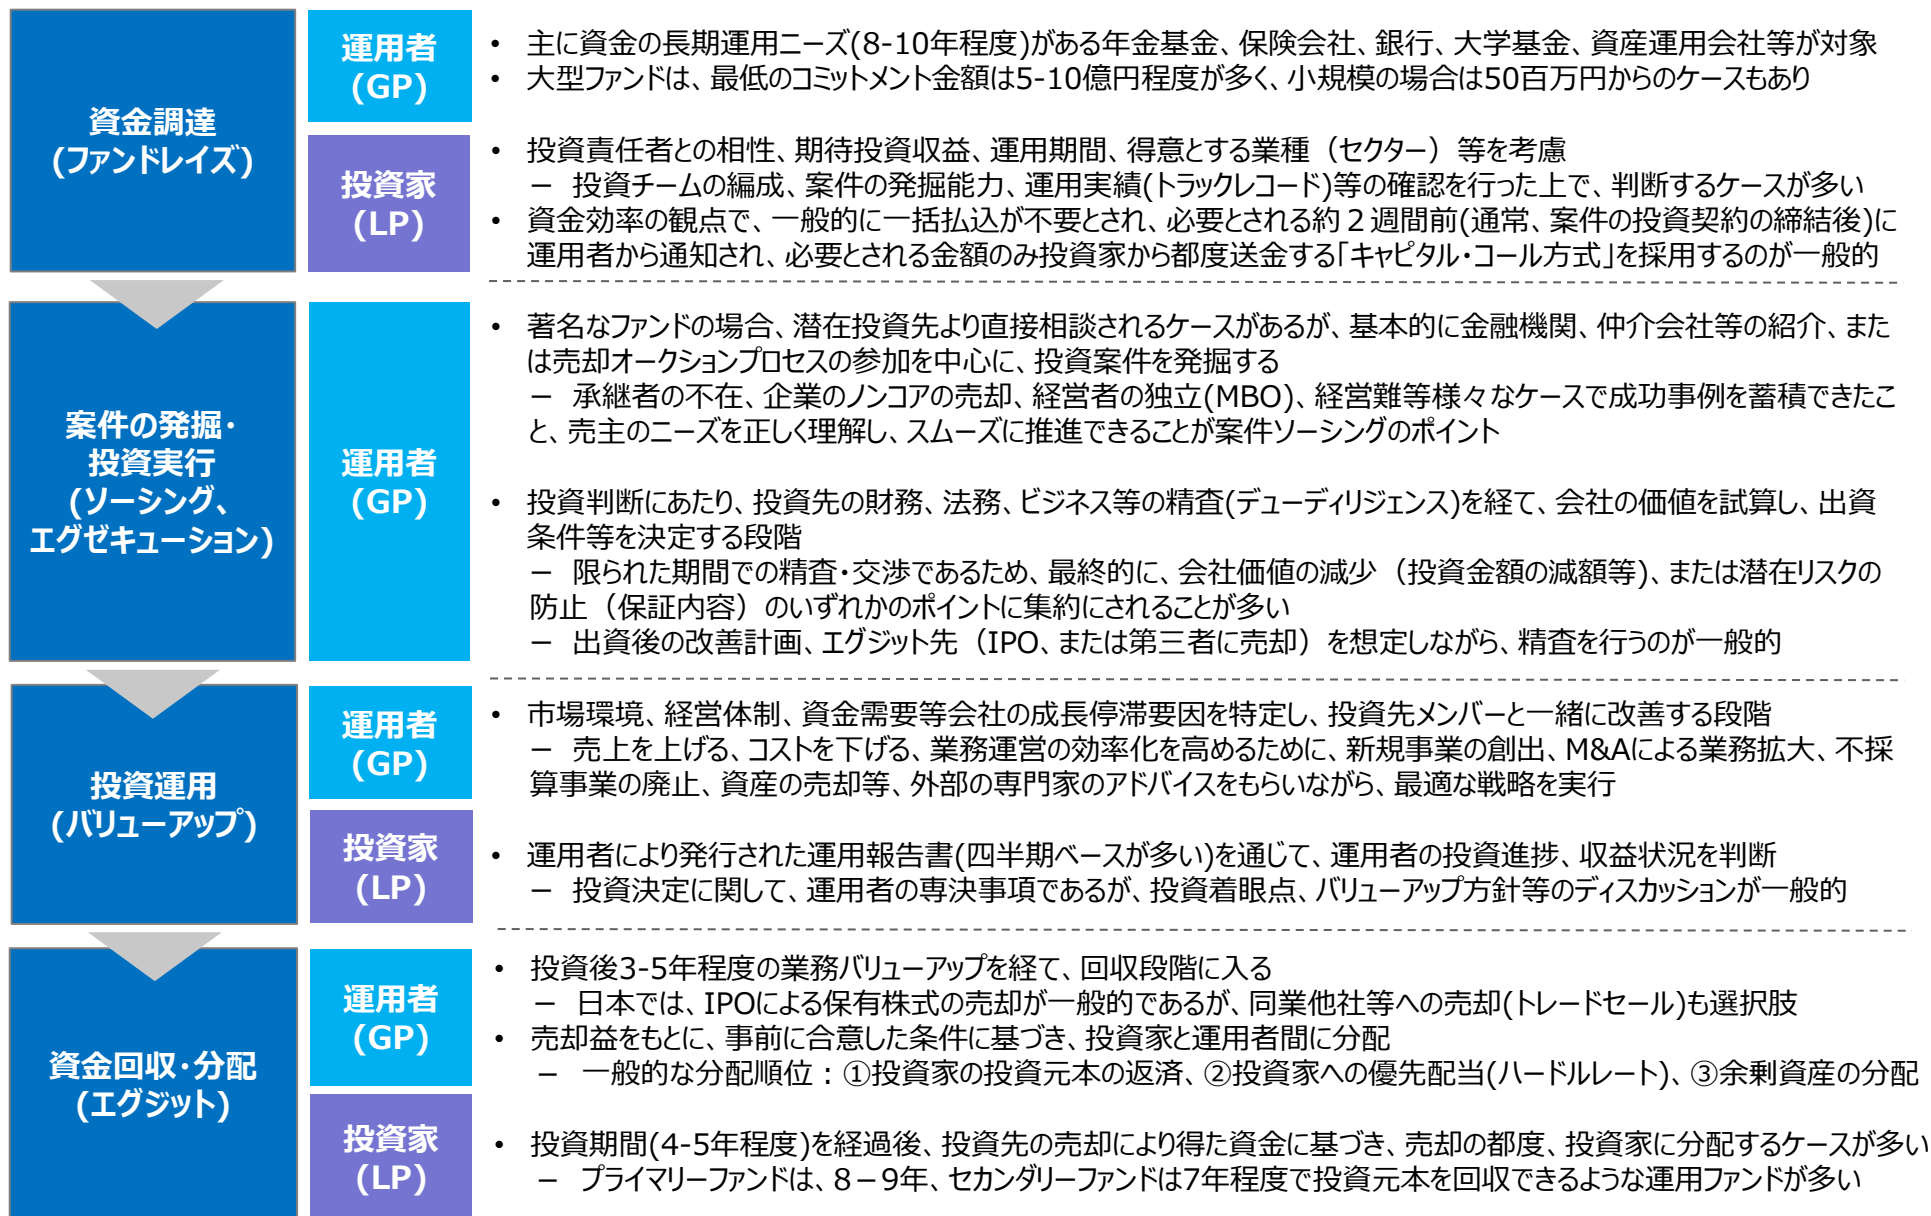 資金調達
(ファンドレイズ)
運用者
(GP)
• 主に資金の長期運用ニーズ(8-10年程度)がある年金基金、保険会社、銀行、大学基金、資産運用会社等が対象
• 大型ファンドは、最低のコミットメント金額は5-10億円程度が多く、小規模の場合は50百万円からのケースもあり
投資家
(LP)
• 投資責任者との相性、期待投資収益、運用期間、得意とする業種（セクター）等を考慮
－ 投資チームの編成、案件の発掘能力、運用実績(トラックレコード)等の確認を行った上で、判断するケースが多い
• 資金効率の観点で、一般的に一括払込が不要とされ、必要とされる約２週間前(通常、案件の投資契約の締結後)に
運用者から通知され、必要とされる金額のみ投資家から都度送金する「キャピタル・コール方式」を採用するのが一般的
案件の発掘・
投資実行
(ソーシング、
エグゼキューション)
運用者
(GP)
• 著名なファンドの場合、潜在投資先より直接相談されるケースがあるが、基本的に金融機関、仲介会社等の紹介、また
は売却オークションプロセスの参加を中心に、投資案件を発掘する
－ 承継者の不在、企業のノンコアの売却、経営者の独立(MBO)、経営難等様々なケースで成功事例を蓄積できたこ
と、売主のニーズを正しく理解し、スムーズに推進できることが案件ソーシングのポイント
• 投資判断にあたり、投資先の財務、法務、ビジネス等の精査(デューディリジェンス)を経て、会社の価値を試算し、出資
条件等を決定する段階
－ 限られた期間での精査・交渉であるため、最終的に、会社価値の減少（投資金額の減額等)、または潜在リスクの
防止（保証内容）のいずれかのポイントに集約にされることが多い
－ 出資後の改善計画、エグジット先（IPO、または第三者に売却）を想定しながら、精査を行うのが一般的
投資運用
(バリューアップ)
運用者
(GP)
• 市場環境、経営体制、資金需要等会社の成長停滞要因を特定し、投資先メンバーと一緒に改善する段階
－ 売上を上げる、コストを下げる、業務運営の効率化を高めるために、新規事業の創出、M&Aによる業務拡大、不採
算事業の廃止、資産の売却等、外部の専門家のアドバイスをもらいながら、最適な戦略を実行
投資家
(LP)
• 運用者により発行された運用報告書(四半期ベースが多い)を通じて、運用者の投資進捗、収益状況を判断
－ 投資決定に関して、運用者の専決事項であるが、投資着眼点、バリューアップ方針等のディスカッションが一般的
資金回収・分配
(エグジット)
運用者
(GP)
• 投資後3-5年程度の業務バリューアップを経て、回収段階に入る
－ 日本では、IPOによる保有株式の売却が一般的であるが、同業他社等への売却(トレードセール)も選択肢
• 売却益をもとに、事前に合意した条件に基づき、投資家と運用者間に分配
－ 一般的な分配順位：①投資家の投資元本の返済、②投資家への優先配当(ハードルレート)、③余剰資産の分配
投資家
(LP)
• 投資期間(4-5年程度)を経過後、投資先の売却により得た資金に基づき、売却の都度、投資家に分配するケースが多い
－ プライマリーファンドは、８－９年、セカンダリーファンドは7年程度で投資元本を回収できるような運用ファンドが多い